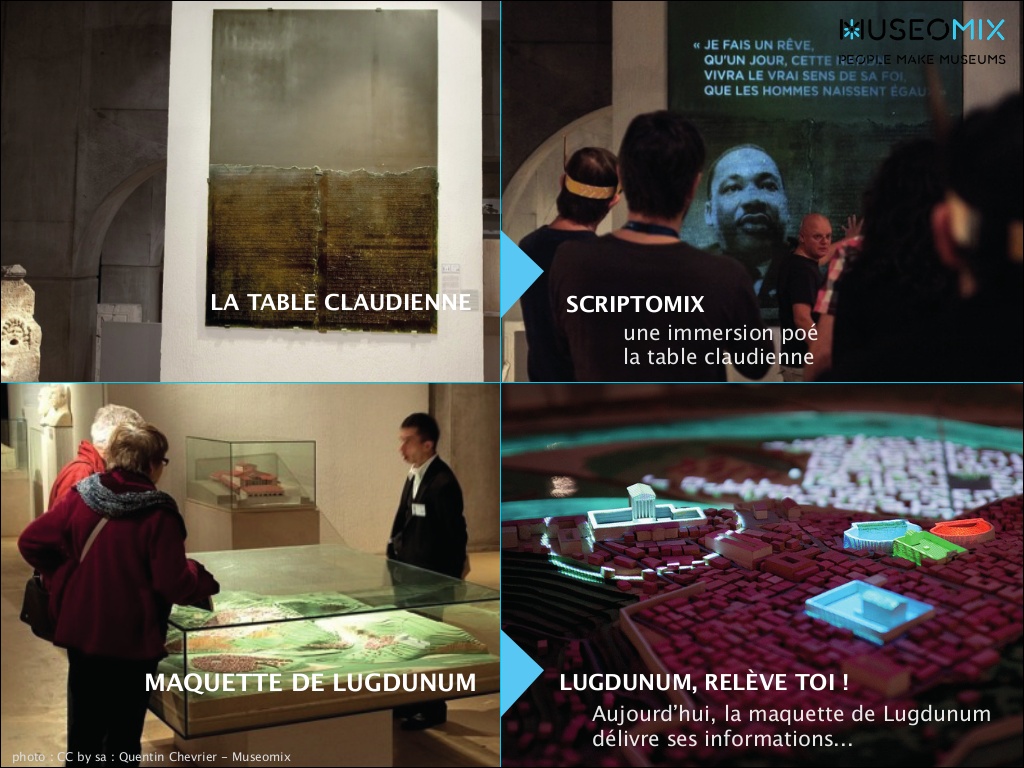 MUSEOMIX
PEOPLE MAKE MUSEUMS
« JE FAIS UN RÊVE,
QU'UN JOUR, CETTE
VIVRA LE VRAI SENS DE SA FOI,
QUE LES HOMMES NAISSENT ÉGAUX »
LA TABLE CLAUDIENNE
SCRIPTOMIX
une immersion poé
la table claudienne
MAQUETTE DE LUGDUNUM
LUGDUNUM, RELÈVE TOI !
Aujourd'hui, la maquette de Lugdunum
délivre ses informations...
photo : CC by sa : Quentin Chevrier – Museomix